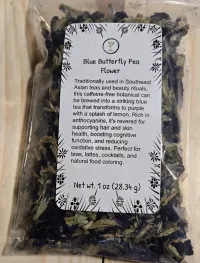 Blue Butterfly Pea
Flower
Traditionally used in Southeast
Asian teas and beauty rituals,
this caffeine-free botanical can
be brewed into a striking blue
tea that transforms to purple
with a splash of lemon. Rich in
anthocyanins, it's revered for
supporting hair and skin
health, boosting cognitive
function, and reducing
oxidative stress. Perfect for
teas, lattes, cocktails, and
natural food coloring.
Net wt. 1 oz (28.34 g)